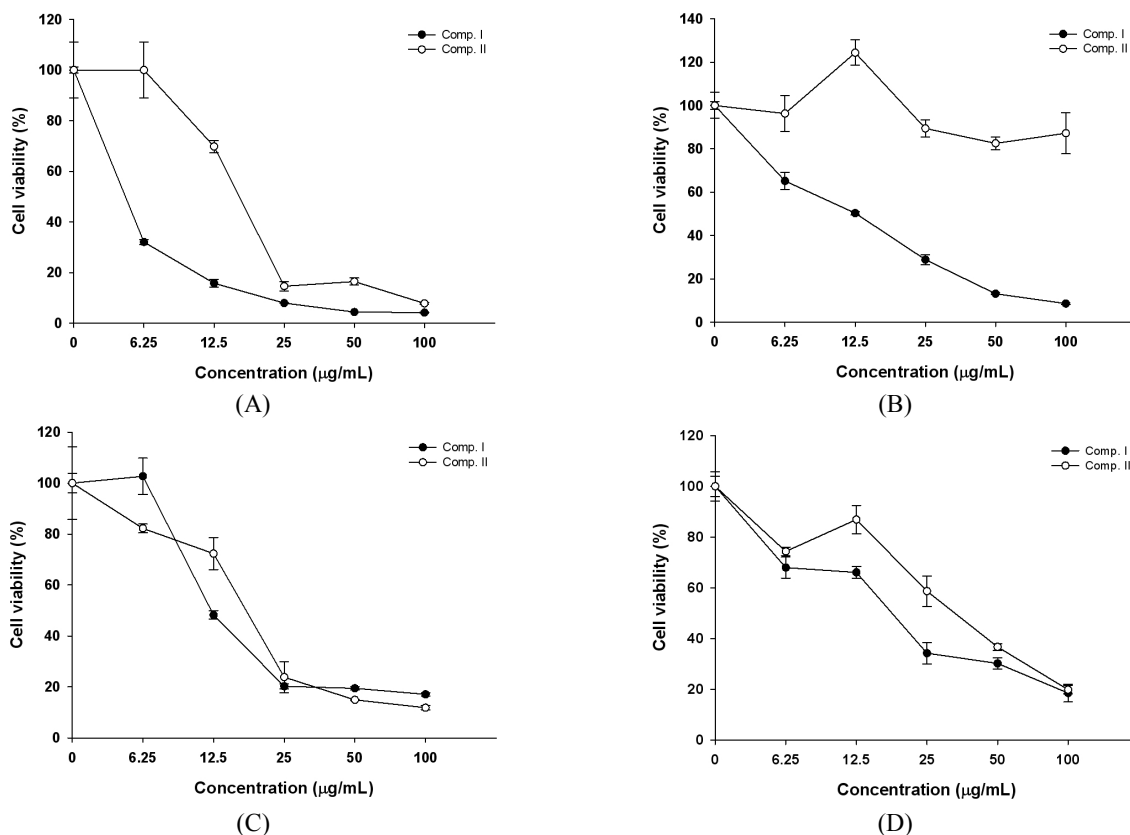 120
100
80
60
40
20
0
Cell viability (%)
Comp. I
Comp. II
0 6.25 12.5 25 50 100
Concentration (μg/mL)
(A)
140
120
100
80
60
40
20
0
Cell viability (%)
Comp. I
Comp. II
0 6.25 12.5 25 50 100
Concentration (μg/mL)
(B)
120
100
80
60
40
20
0
Cell viability (%)
Comp. I
Comp. II
0 6.25 12.5 25 50 100
Concentration (μg/mL)
(C)
120
100
80
60
40
20
0
Cell viability (%)
Comp. I
Comp. II
0 6.25 12.5 25 50 100
Concentration (μg/mL)
(D)